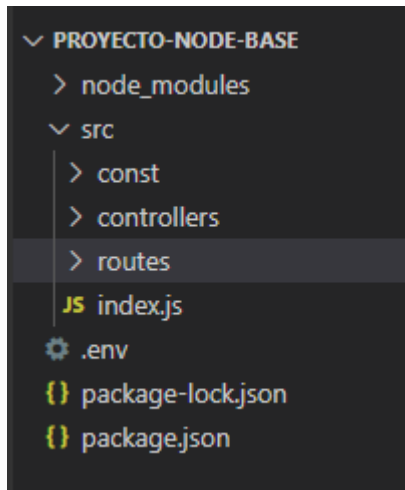 PROYECTO-NODE-BASE
node_modules
src
const
controllers
routes
JS index.js
.env
{} package-lock.json
{} package.json